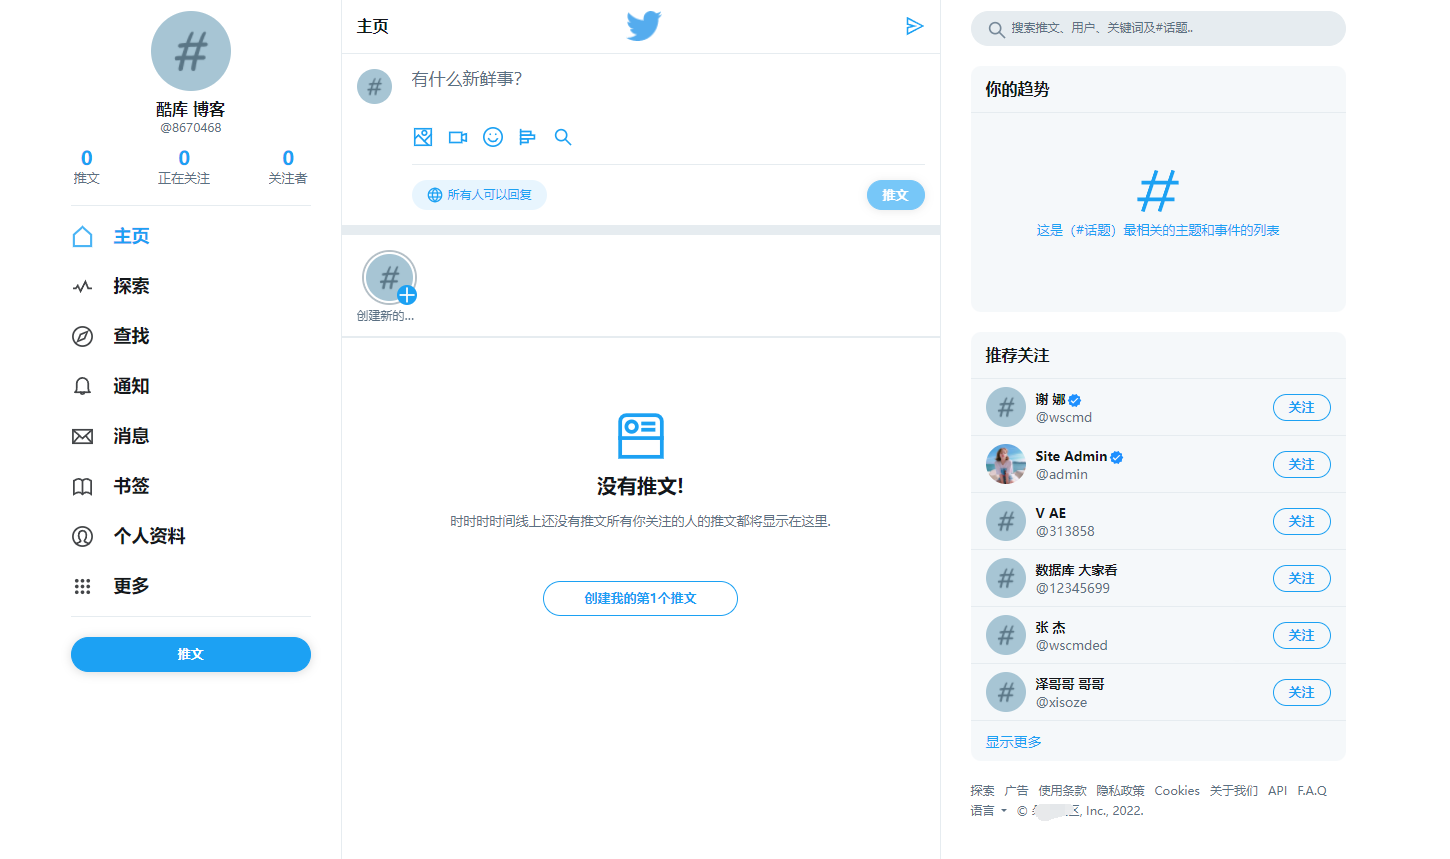 酷库 博客
@8670468
0 0 0
推文 正在关注 关注者
主页
探索
查找
通知
消息
书签
个人资料
更多
推文
主页
有什么新鲜事?
所有人可以回复
推文
创建新的...
没有推文!
时时时时间线上还没有推文所有你关注的人的推文都将显示在这里.
创建我的第1个推文
搜索推文、用户、关键词及#话题..
你的趋势
#
这是（#话题）最相关的主题和事件的列表
推荐关注
谢 娜
@wscmd
关注
Site Admin
@admin
关注
V AE
@313858
关注
数据库 大家看
@12345699
关注
张 杰
@wscmded
关注
泽哥哥 哥哥
@xisoze
关注
显示更多
探索 广告 使用条款 隐私政策 Cookies 关于我们 API F.A.Q
语言 © , Inc., 2022.